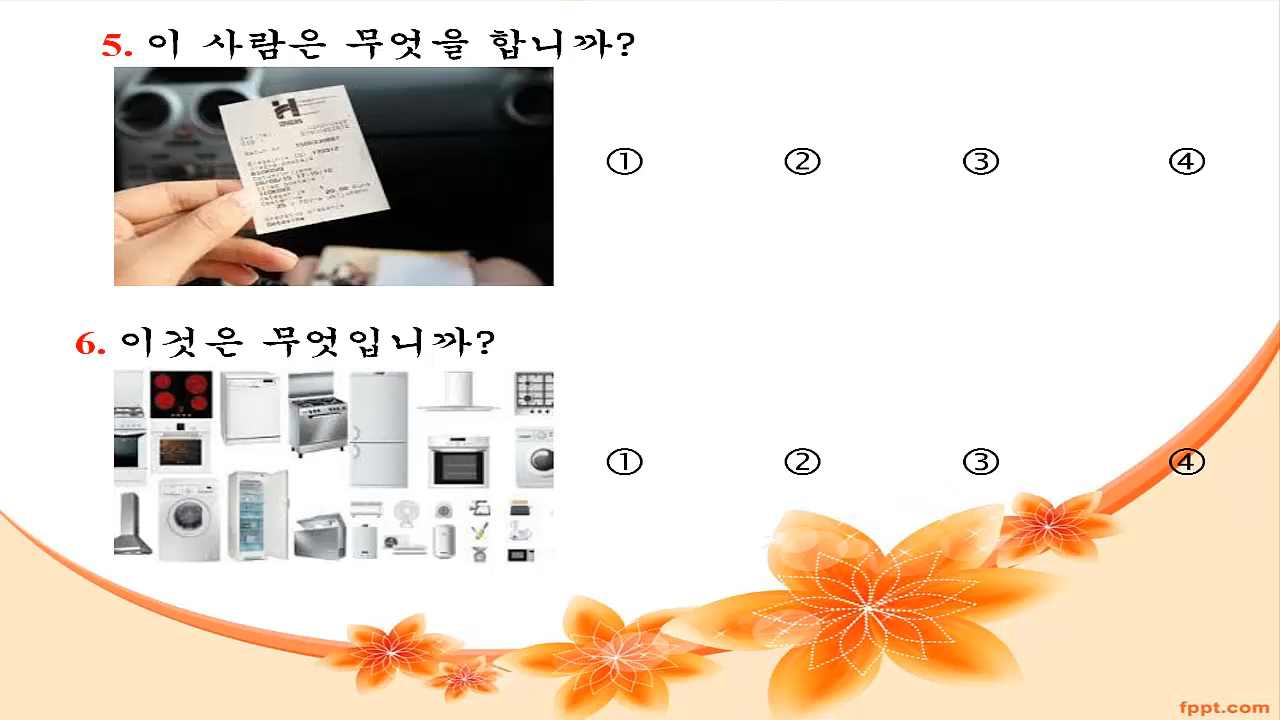 5. 이 사람은 무엇을 합니까?
① ② ③ ④
6. 이것은 무엇입니까?
① ② ③ ④
fppt.com